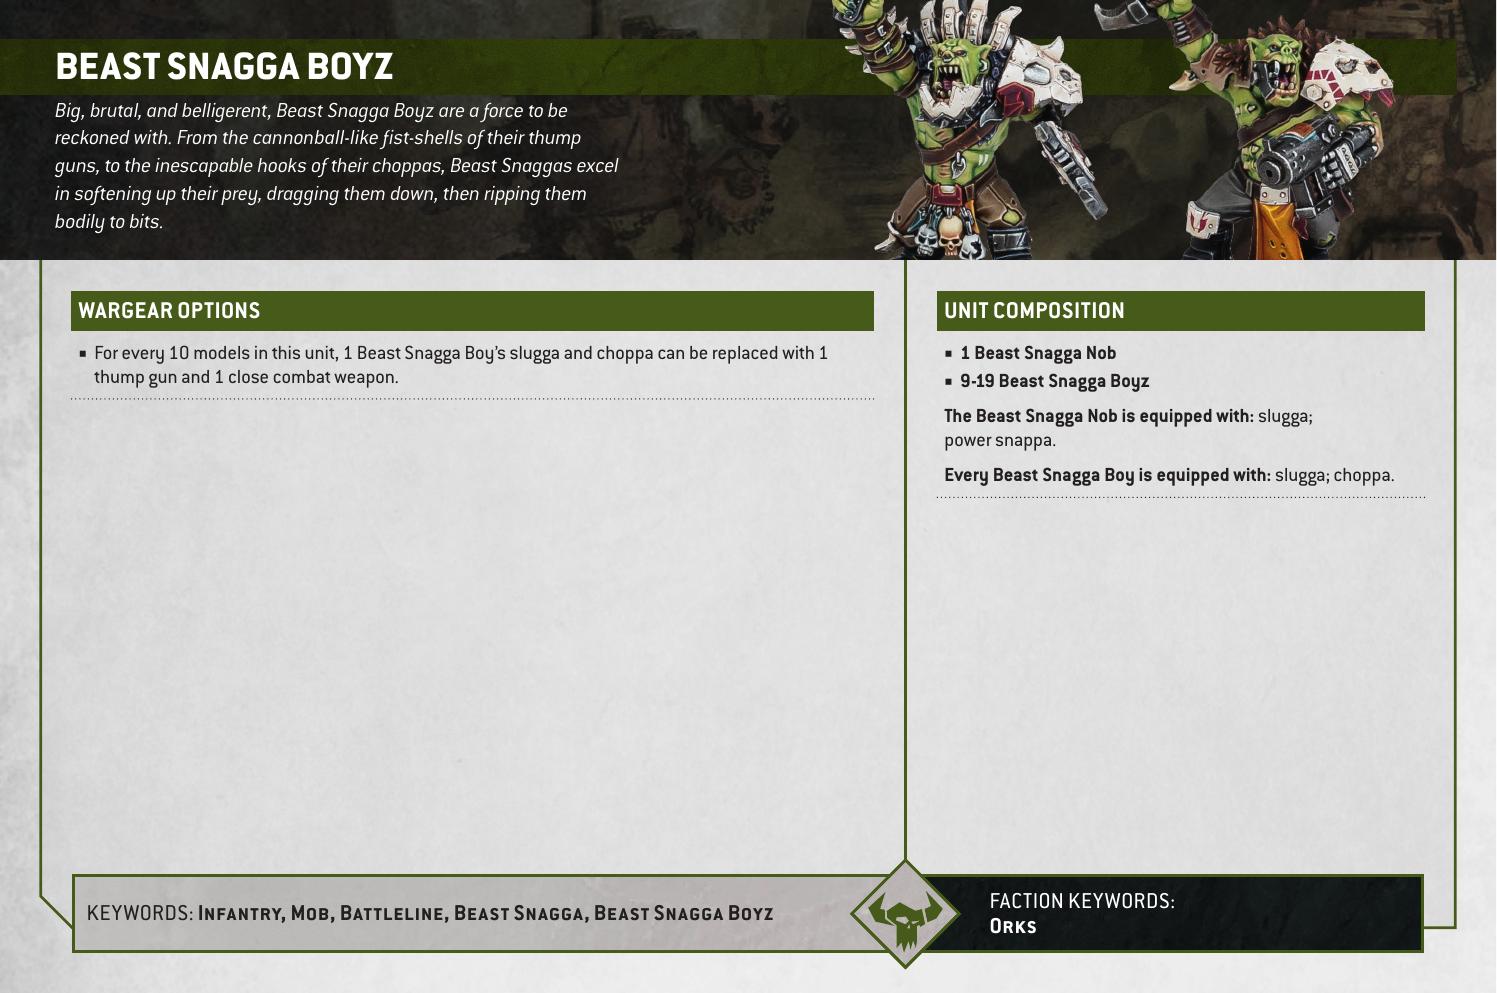 BEAST SNAGGA BOYZ
Big, brutal, and belligerent, Beast Snagga Boyz are a force to be
reckoned with. From the cannonball-like fist-shells of their thump
guns, to the inescapable hooks of their choppas, Beast Snaggas excel
in softening up their prey, dragging them down, then ripping them
bodily to bits.
WARGEAR OPTIONS
■ For every 10 models in this unit, 1 Beast Snagga Boy’s slugga and choppa can be replaced with 1
thump gun and 1 close combat weapon.
UNIT COMPOSITION
■ 1 Beast Snagga Nob
■ 9-19 Beast Snagga Boyz
The Beast Snagga Nob is equipped with: slugga;
power snappa.
Every Beast Snagga Boy is equipped with: slugga; choppa.
KEYWORDS: Infantry, Mob, Battleline, Beast Snagga, Beast Snagga Boyz
FACTION KEYWORDS:
Orks